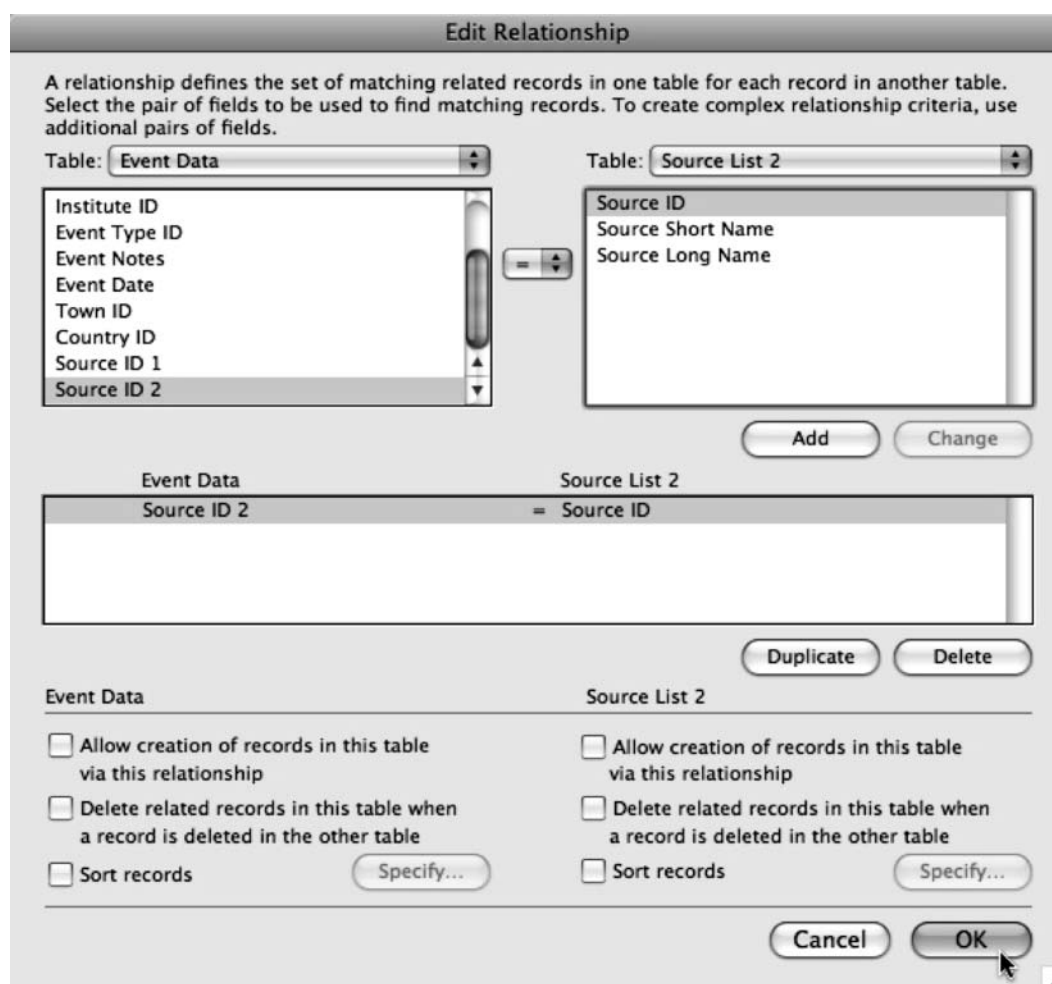 Edit Relationship
A relationship defines the set of matching related records in one table for each record in another table.
Select the pair of fields to be used to find matching records. To create complex relationship criteria, use
additional pairs of fields.
Table: Event Data
Table: Source List 2
Institute ID
Event Type ID
Event Notes
Event Date
Town ID
Country ID
Source ID 1
Source ID 2
=
Source ID
Source Short Name
Source Long Name
Add
Change
Event Data
Source List 2
Source ID 2 = Source ID
Duplicate
Delete
Event Data
Source List 2
Allow creation of records in this table
via this relationship
Delete related records in this table when
a record is deleted in the other table
Sort records
Specify...
Allow creation of records in this table
via this relationship
Delete related records in this table when
a record is deleted in the other table
Sort records
Specify...
Cancel
OK